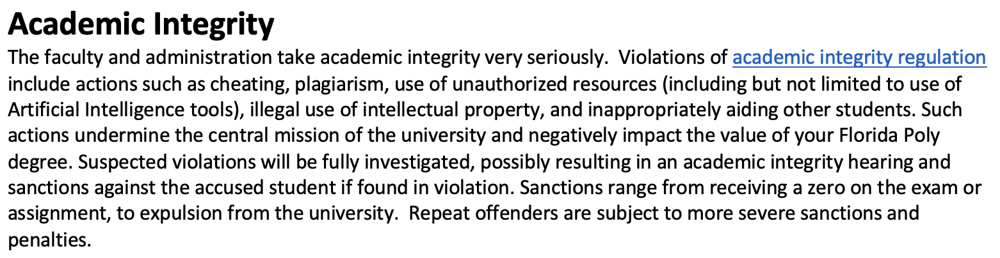 Academic Integrity
The faculty and administration take academic integrity very seriously.  Violations of academic integrity regulation
include actions such as cheating, plagiarism, use of unauthorized resources (including but not limited to use of
Artificial Intelligence tools), illegal use of intellectual property, and inappropriately aiding other students. Such
actions undermine the central mission of the university and negatively impact the value of your Florida Poly
degree. Suspected violations will be fully investigated, possibly resulting in an academic integrity hearing and
sanctions against the accused student if found in violation. Sanctions range from receiving a zero on the exam or
assignment, to expulsion from the university.  Repeat offenders are subject to more severe sanctions and
penalties.